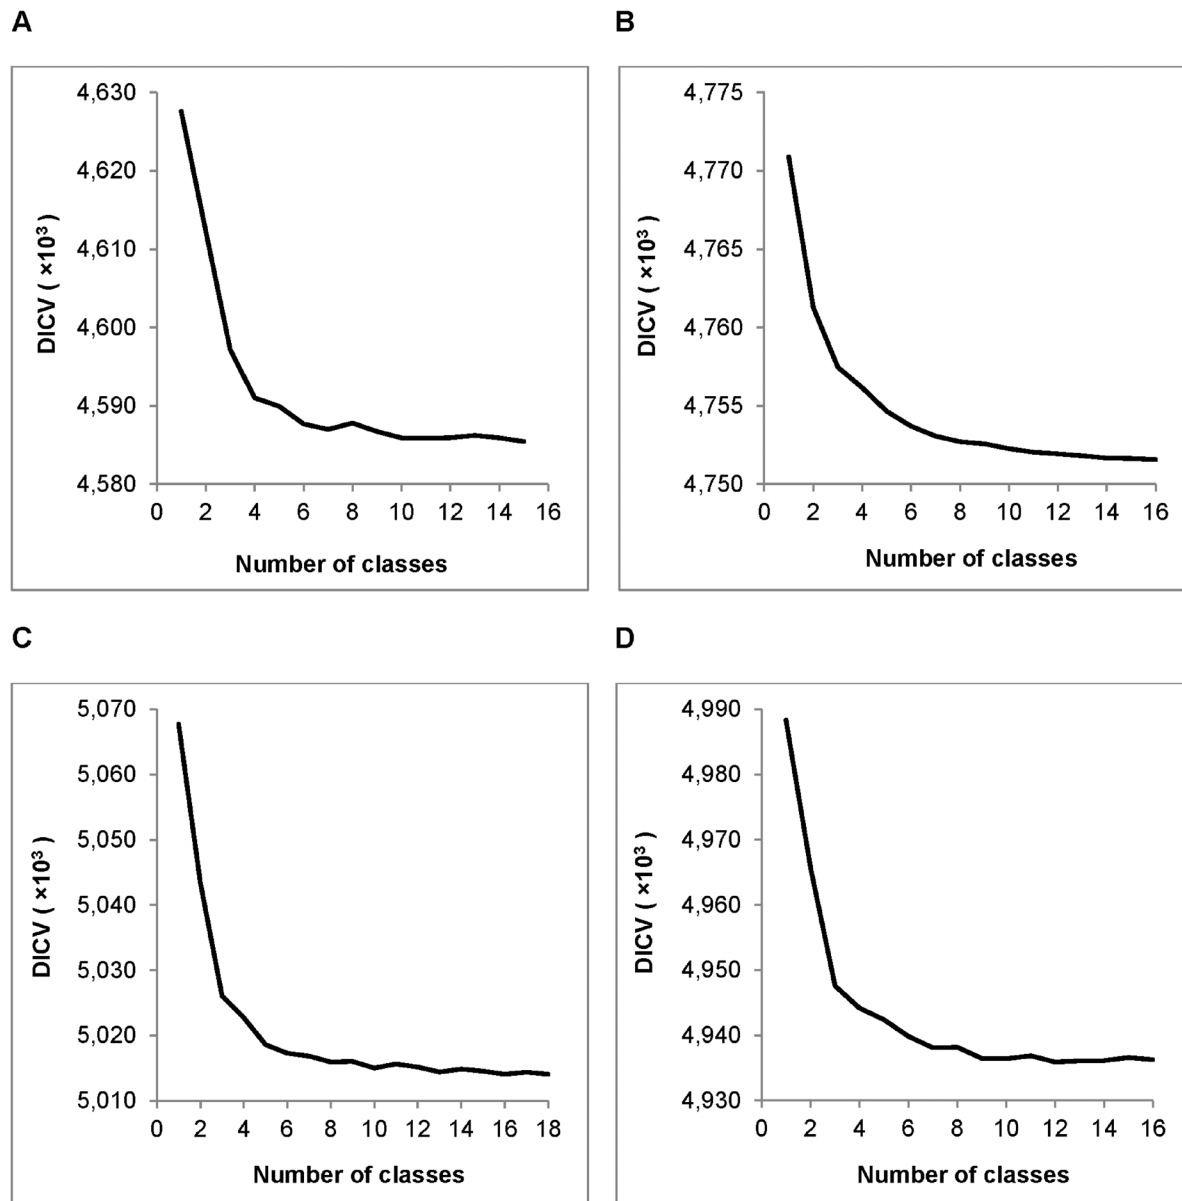 A
4,630
4,620
4,610
4,600
4,590
4,580
DICV ( ×10³ )
0 2 4 6 8 10 12 14 16
Number of classes
B
4,775
4,770
4,765
4,760
4,755
4,750
DICV ( ×10³ )
0 2 4 6 8 10 12 14 16
Number of classes
C
5,070
5,060
5,050
5,040
5,030
5,020
5,010
DICV ( ×10³ )
0 2 4 6 8 10 12 14 16 18
Number of classes
D
4,990
4,980
4,970
4,960
4,950
4,940
4,930
DICV ( ×10³ )
0 2 4 6 8 10 12 14 16
Number of classes